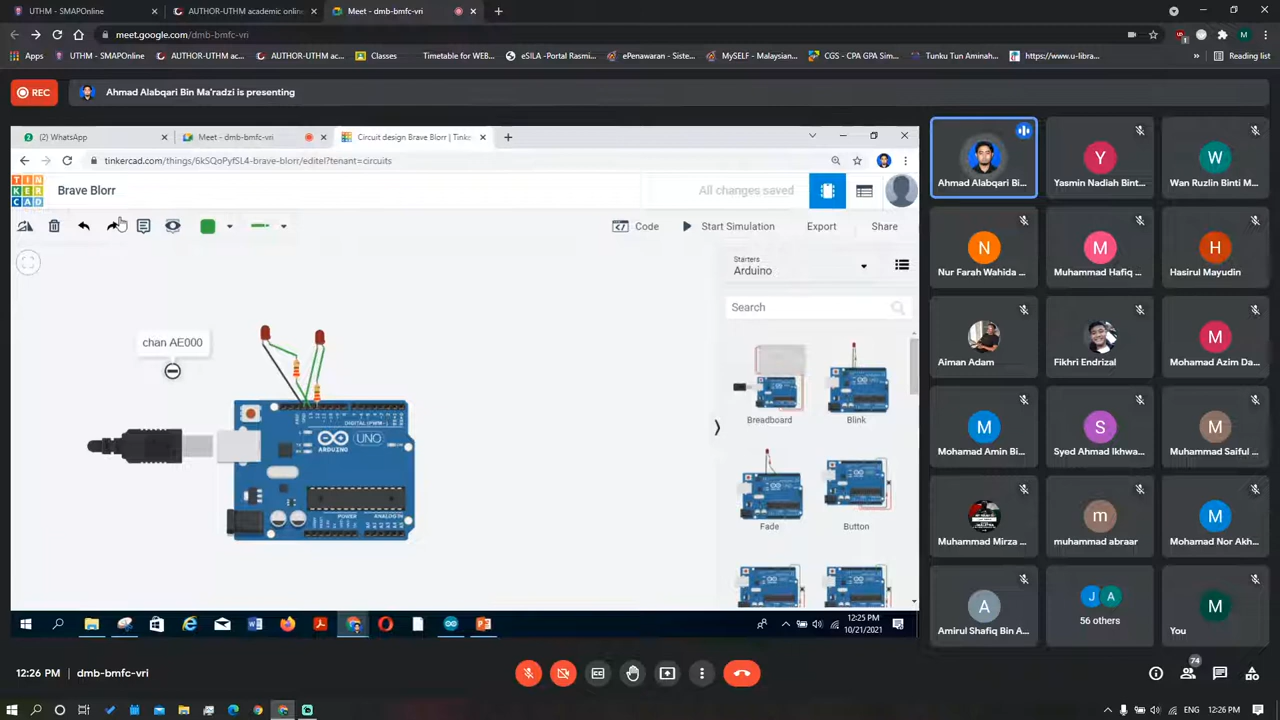 UTHM - SMAPOnline
AUTHOR-UTHM academic onlin
Meet - dmb-bmfc-vri
meet.google.com/dmb-bmfc-vri
Apps
UTHM - SMAPOnline
AUTHOR-UTHM ac...
AUTHOR-UTHM ac...
Classes
Timetable for WEB...
eSILA -Portal Rasmi...
ePenawaran - Siste...
MySELF - Malaysian...
CGS - CPA GPA Sim...
Tunku Tun Aminah...
https://www.u-libra...
Reading list
REC
Ahmad Alabqari Bin Ma'radzi is presenting
(2) WhatsApp
Meet - dmb-bmfc-vri
Circuit design Brave Blorr | Tinke
tinkercad.com/things/6kSQoPyfSL4-brave-blorr/editel?tenant=circuits
TIN
KER
CAD
Brave Blorr
All changes saved
Code
Start Simulation
Export
Share
Starters
Arduino
Search
chan AE000
DIGITAL (PWM~)
UNO
ARDUINO
POWER
ANALOG IN
Breadboard
Blink
Fade
Button
12:25 PM
10/21/2021
Ahmad Alabqari Bi...
Y
Yasmin Nadiah Bint...
W
Wan Ruzlin Binti M...
N
Nur Farah Wahida ...
M
Muhammad Hafiq ...
H
Hasirul Mayudin
Aiman Adam
Fikhri Endrizal
M
Mohamad Azim Da...
M
Mohamad Amin Bi...
S
Syed Ahmad Ikhwa...
M
Muhammad Saiful ...
Muhammad Mirza ...
m
muhammad abraar
M
Mohamad Nor Akh...
A
Amirul Shafiq Bin A...
J A
56 others
M
You
12:26 PM
dmb-bmfc-vri
74
ENG
12:26 PM